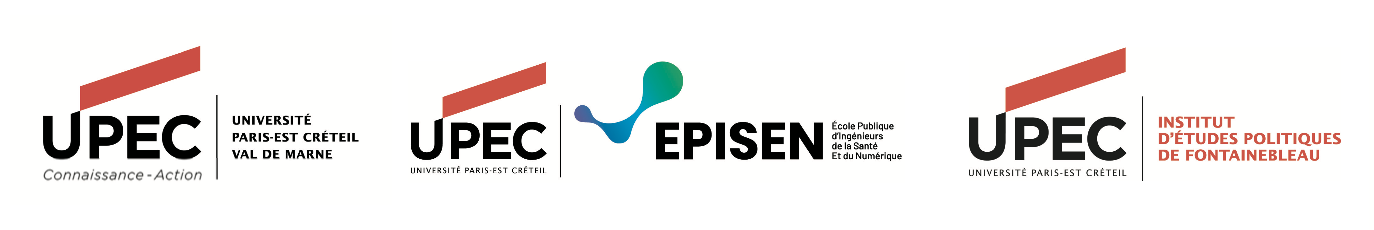 UPEC
Connaissance - Action
UNIVERSITÉ
PARIS-EST CRÉTEIL
VAL DE MARNE
UPEC
UNIVERSITÉ PARIS-EST CRÉTEIL
EPISEN
École Publique
d'Ingénieurs
de la Santé
Et du Numérique
UPEC
UNIVERSITÉ PARIS-EST CRÉTEIL
INSTITUT
D'ÉTUDES POLITIQUES
DE FONTAINEBLEAU